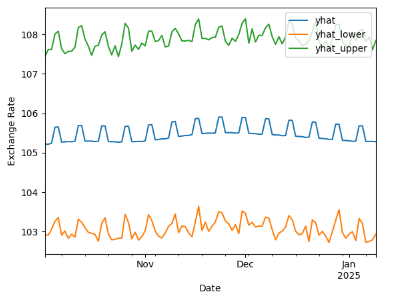 yhat
yhat_lower
yhat_upper
108
107
106
105
104
103
Exchange Rate
Nov
Dec
Jan
2025
Date